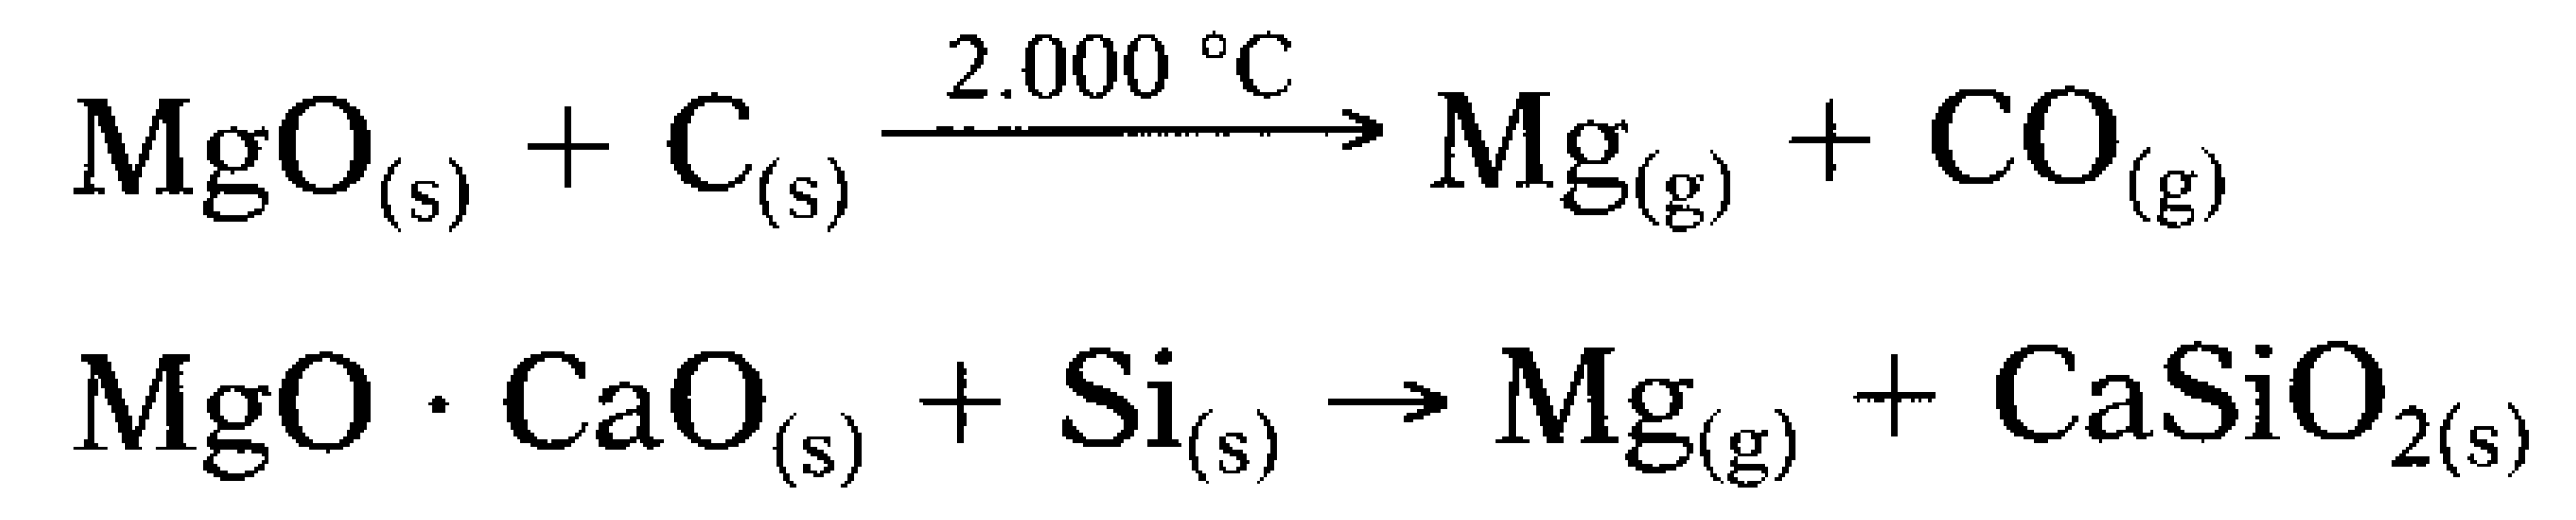 MgO(s) + C(s) 2.000 °C → Mg(g) + CO(g)
MgO · CaO(s) + Si(s) → Mg(g) + CaSiO2(s)